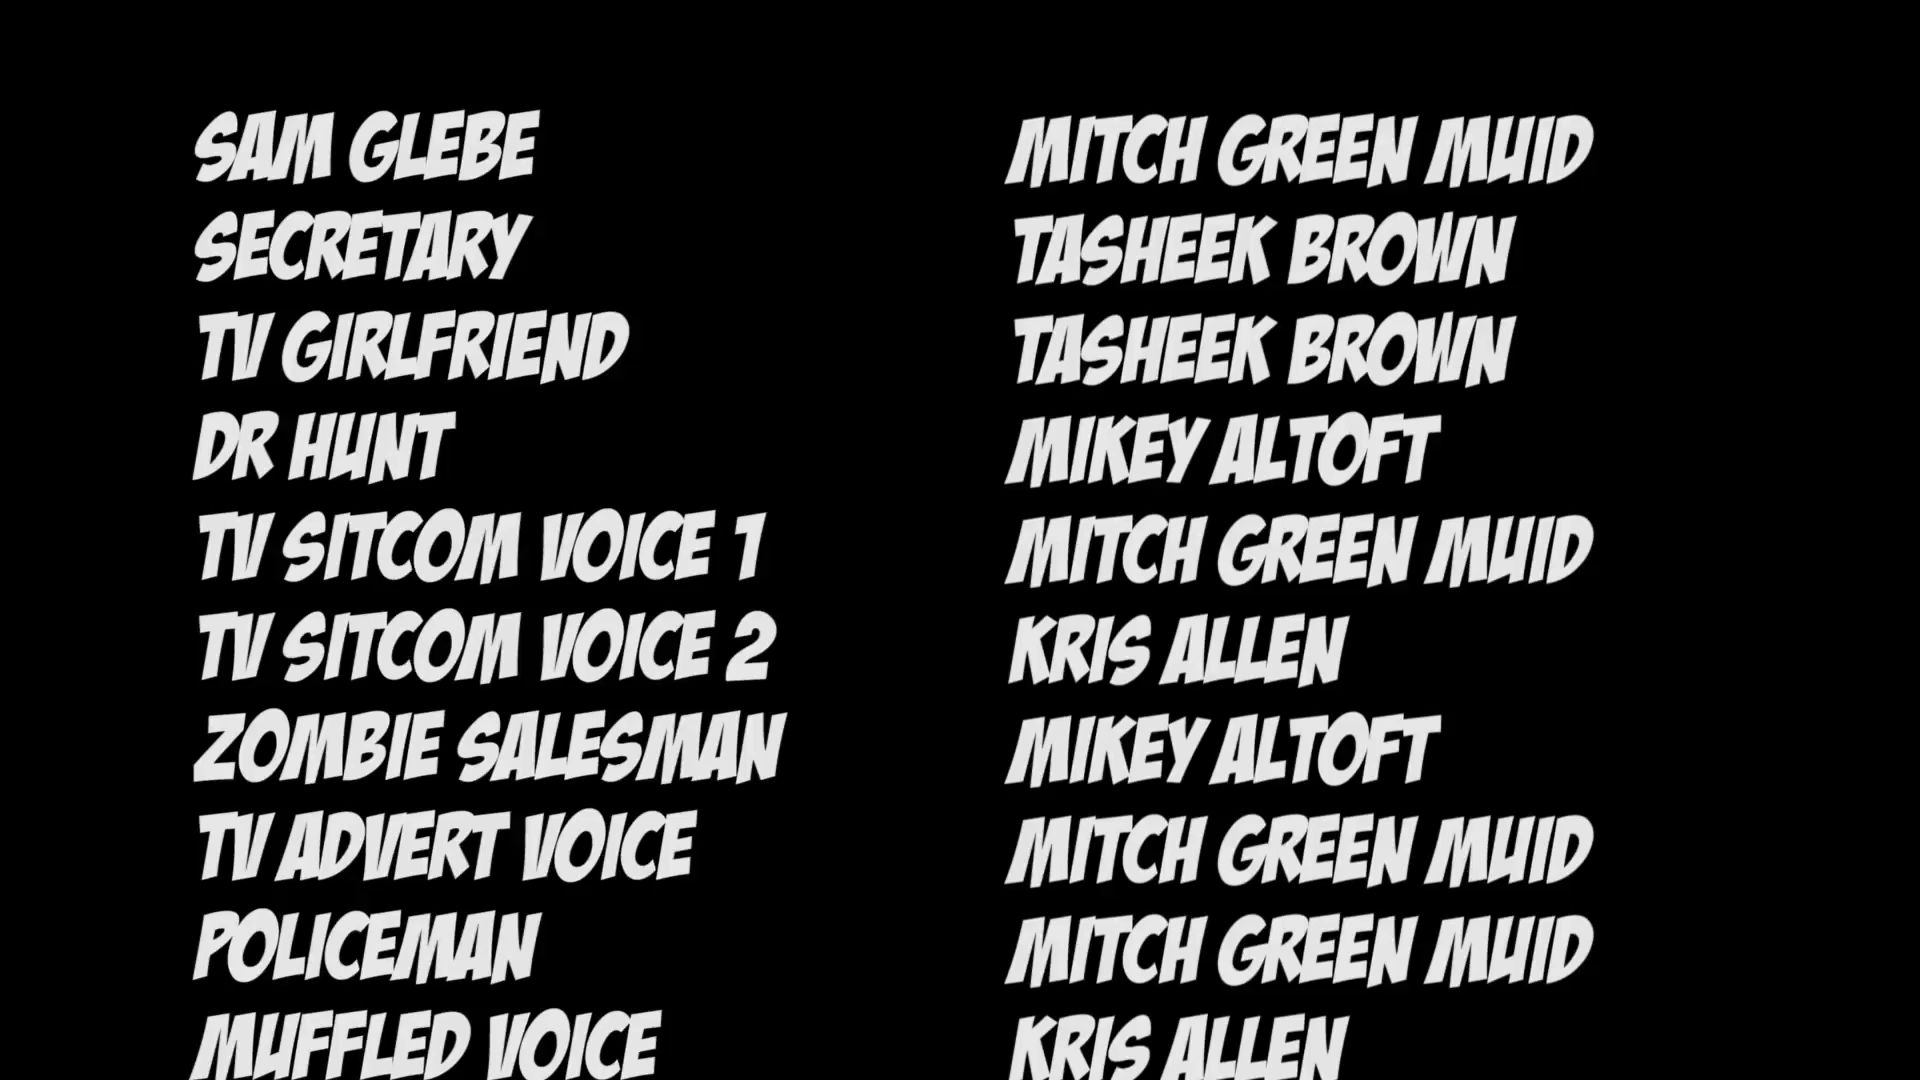 SAM GLEBE MITCH GREEN MUID
SECRETARY TASHEEK BROWN
TV GIRLFRIEND TASHEEK BROWN
DR HUNT MIKEY ALTOFT
TV SITCOM VOICE 1 MITCH GREEN MUID
TV SITCOM VOICE 2 KRIS ALLEN
ZOMBIE SALESMAN MIKEY ALTOFT
TV ADVERT VOICE MITCH GREEN MUID
POLICEMAN MITCH GREEN MUID
MUFFLED VOICE KRIS ALLEN